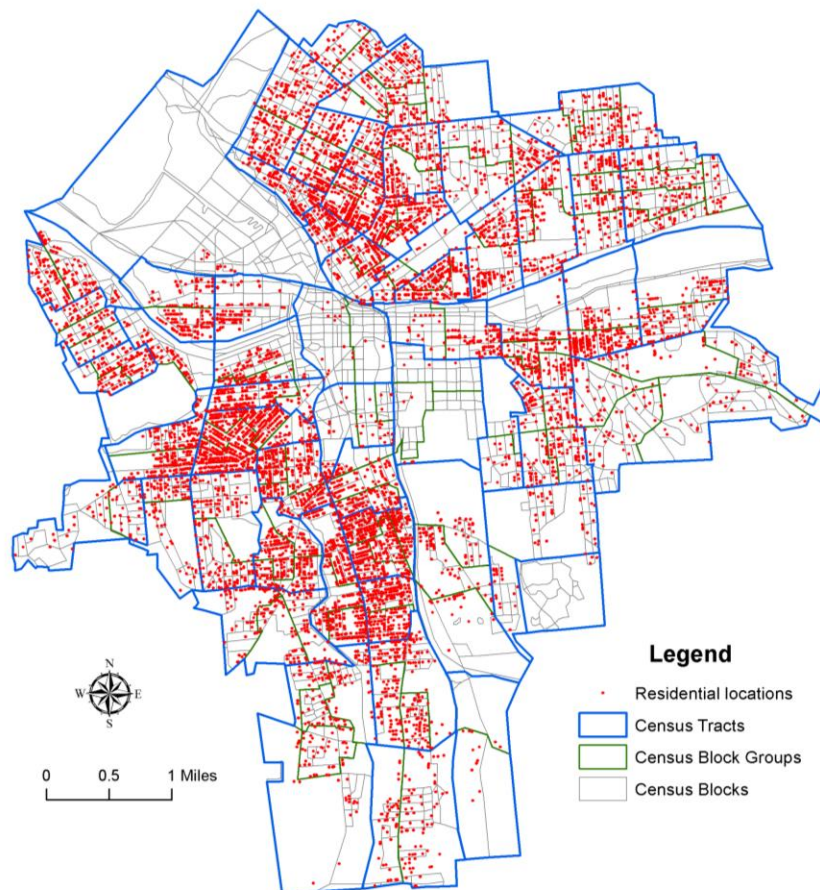 Legend
Residential locations
Census Tracts
Census Block Groups
Census Blocks
N
W E
S
0 0.5 1 Miles